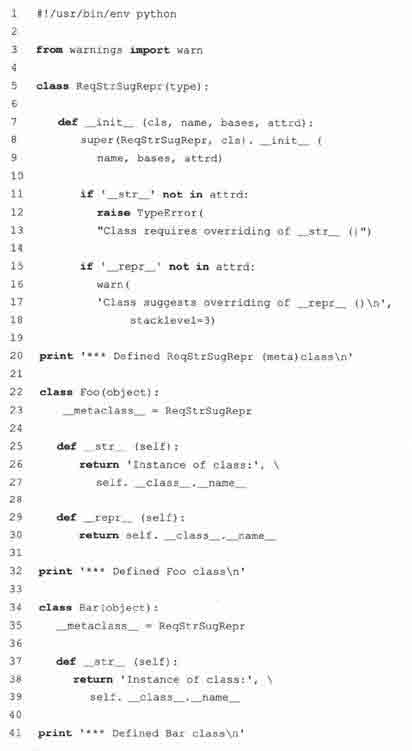 1 #!/usr/bin/env python
2
3 from warnings import warn
4
5 class ReqStrSugRepr(type):
6
7 def __init__ (cls, name, bases, attrd):
8 super(ReqStrSugRepr, cls). __init__ (
9 name, bases, attrd)
10
11 if '__str__' not in attrd:
12 raise TypeError(
13 "Class requires overriding of __str__ ()")
14
15 if '__repr__' not in attrd:
16 warn(
17 'Class suggests overriding of __repr__ ()\n',
18 stacklevel=3)
19
20 print '*** Defined ReqStrSugRepr (meta)class\n'
21
22 class Foo(object):
23 __metaclass__ = ReqStrSugRepr
24
25 def __str__ (self):
26 return 'Instance of class:', \
27 self. __class__.__name__
28
29 def __repr__ (self):
30 return self. __class__.__name__
31
32 print '*** Defined Foo class\n'
33
34 class Bar(object):
35 __metaclass__ = ReqStrSugRepr
36
37 def __str__ (self):
38 return 'Instance of class:', \
39 self. __class__.__name__
40
41 print '*** Defined Bar class\n'